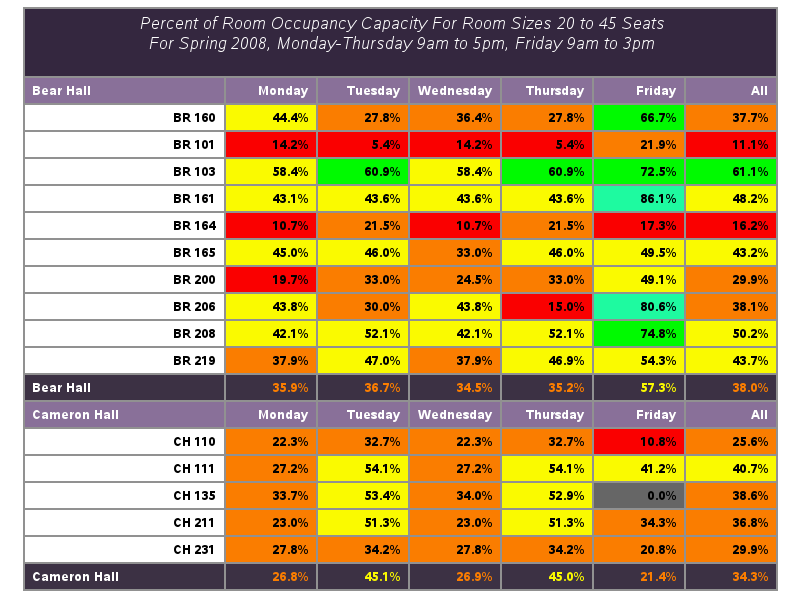 Percent of Room Occupancy Capacity For Room Sizes 20 to 45 Seats
For Spring 2008, Monday-Thursday 9am to 5pm, Friday 9am to 3pm
Bear Hall Monday Tuesday Wednesday Thursday Friday All
BR 160 44.4% 27.8% 36.4% 27.8% 66.7% 37.7%
BR 101 14.2% 5.4% 14.2% 5.4% 21.9% 11.1%
BR 103 58.4% 60.9% 58.4% 60.9% 72.5% 61.1%
BR 161 43.1% 43.6% 43.6% 43.6% 86.1% 48.2%
BR 164 10.7% 21.5% 10.7% 21.5% 17.3% 16.2%
BR 165 45.0% 46.0% 33.0% 46.0% 49.5% 43.2%
BR 200 19.7% 33.0% 24.5% 33.0% 49.1% 29.9%
BR 206 43.8% 30.0% 43.8% 15.0% 80.6% 38.1%
BR 208 42.1% 52.1% 42.1% 52.1% 74.8% 50.2%
BR 219 37.9% 47.0% 37.9% 46.9% 54.3% 43.7%
Bear Hall 35.9% 36.7% 34.5% 35.2% 57.3% 38.0%
Cameron Hall Monday Tuesday Wednesday Thursday Friday All
CH 110 22.3% 32.7% 22.3% 32.7% 10.8% 25.6%
CH 111 27.2% 54.1% 27.2% 54.1% 41.2% 40.7%
CH 135 33.7% 53.4% 34.0% 52.9% 0.0% 38.6%
CH 211 23.0% 51.3% 23.0% 51.3% 34.3% 36.8%
CH 231 27.8% 34.2% 27.8% 34.2% 20.8% 29.9%
Cameron Hall 26.8% 45.1% 26.9% 45.0% 21.4% 34.3%